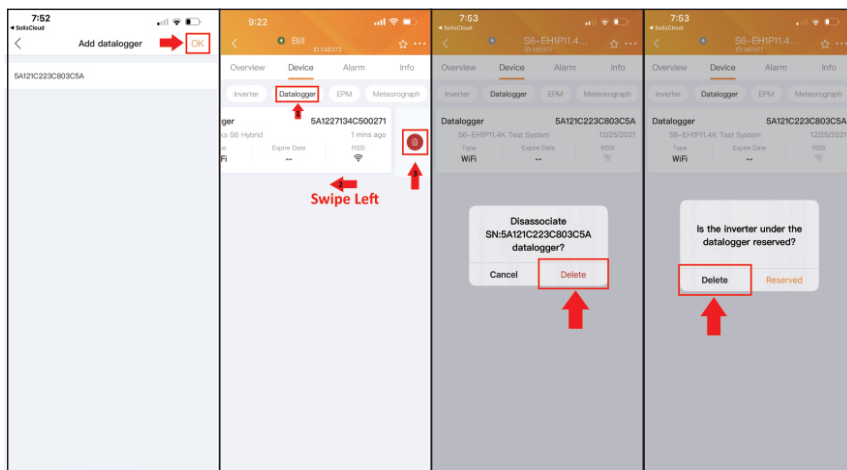 7:52
◂ SolisCloud
Add datalogger
OK
5A121C223C803C5A
9:22
Bill
ID:146373
Overview Device Alarm Info
Inverter Datalogger EPM Meteorograph
1
ger 5A1227134C500271
s S6 Hybrid 1 mins ago
e Expire Date RSSI
Fi --
3
2
Swipe Left
7:53
◂ SolisCloud
S6-EH1P11.4...
Overview Device Alarm Info
Inverter Datalogger EPM Meteorograph
Datalogger 5A121C223C803C5A
S6-EH1P11.4K Test System 12/25/2021
Type Expire Date RSSI
WiFi --
Disassociate
SN:5A121C223C803C5A
datalogger?
Cancel Delete
7:53
◂ SolisCloud
S6-EH1P11.4...
Overview Device Alarm Info
Inverter Datalogger EPM Meteorograph
Datalogger 5A121C223C803C5A
S6-EH1P11.4K Test System 12/25/2021
Type Expire Date RSSI
WiFi --
Is the inverter under the
datalogger reserved?
Delete Reserved